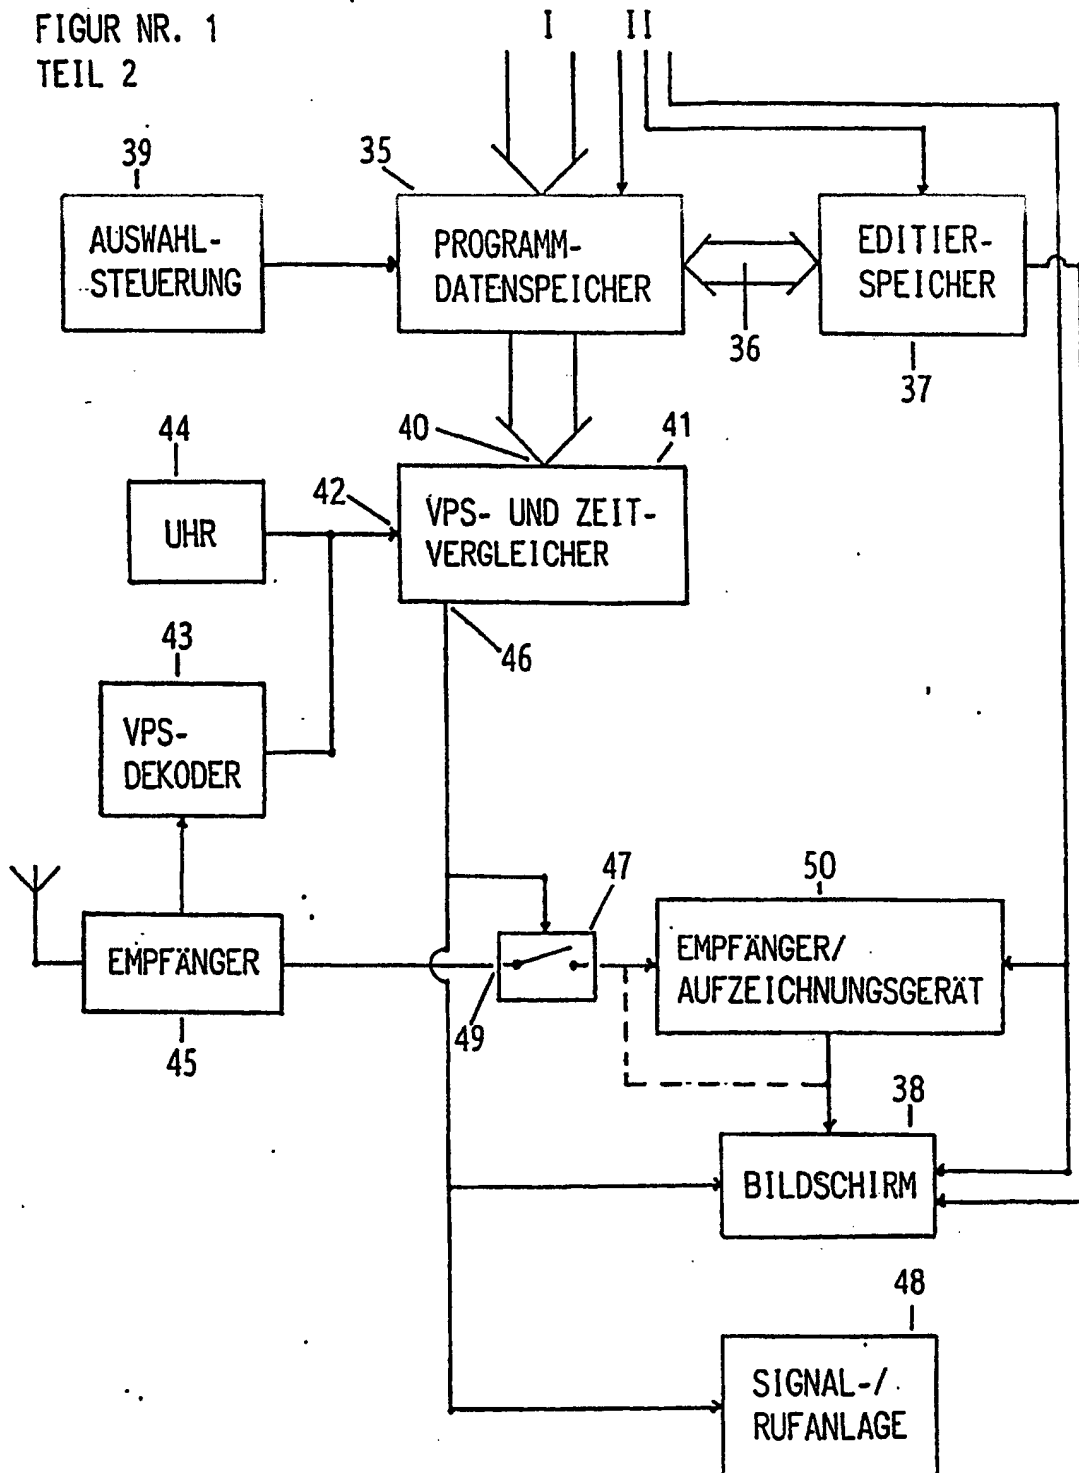 FIGUR NR. 1
TEIL 2
I
II
39
35
AUSWAHL-
STEUERUNG
PROGRAMM-
DATENSPEICHER
EDITIER-
SPEICHER
36
37
44
40
41
42
UHR
VPS- UND ZEIT-
VERGLEICHER
43
46
VPS-
DEKODER
47
50
EMPFÄNGER
EMPFÄNGER/
AUFZEICHNUNGSGERÄT
49
45
38
BILDSCHIRM
48
SIGNAL-/
RUFANLAGE